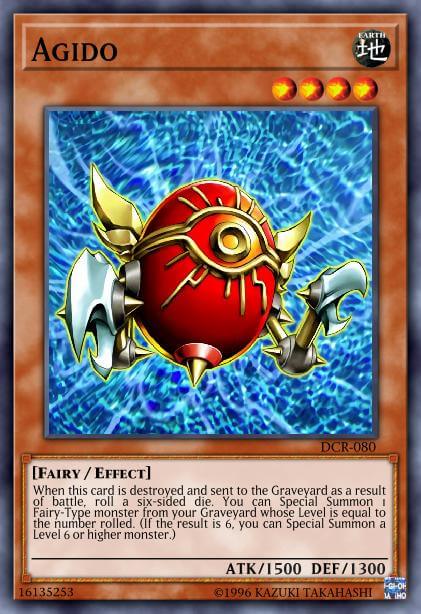 AGIDO
EARTH
地
DCR-080
[FAIRY / EFFECT]
When this card is destroyed and sent to the Graveyard as a result
of battle, roll a six-sided die. You can Special Summon 1
Fairy-Type monster from your Graveyard whose Level is equal to
the number rolled. (If the result is 6, you can Special Summon a
Level 6 or higher monster.)
ATK/1500 DEF/1300
16135253
©1996 KAZUKI TAKAHASHI